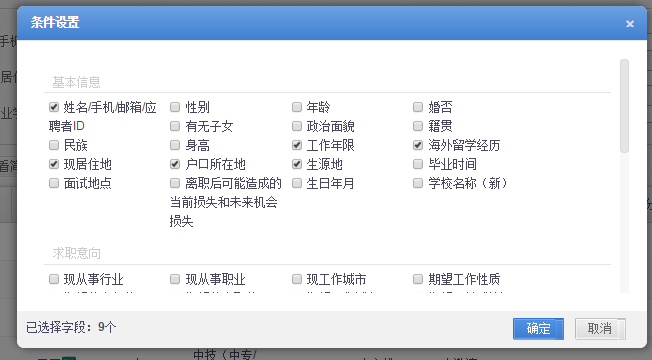 条件设置
基本信息
姓名/手机/邮箱/应 性别 年龄 婚否
聘者ID 有无子女 政治面貌 籍贯
民族 身高 工作年限 海外留学经历
现居住地 户口所在地 生源地 毕业时间
面试地点 离职后可能造成的 生日年月 学校名称（新）
当前损失和未来机会
损失
求职意向
现从事行业 现从事职业 现工作城市 期望工作性质
已选择字段：9个 确定 取消